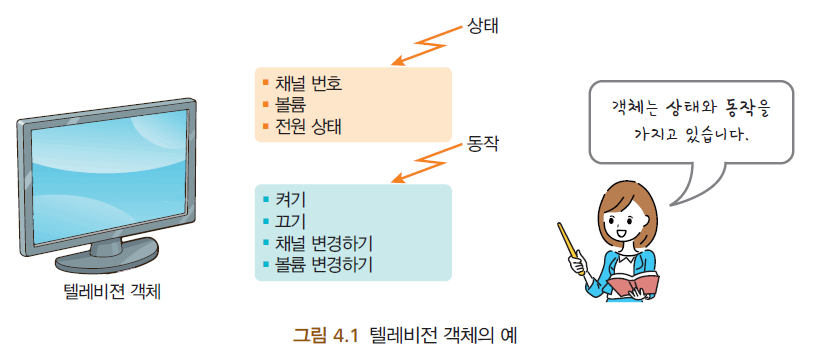 상태
채널 번호
볼륨
전원 상태
동작
켜기
끄기
채널 변경하기
볼륨 변경하기
텔레비젼 객체
객체는 상태와 동작을
가지고 있습니다.
그림 4.1 텔레비전 객체의 예